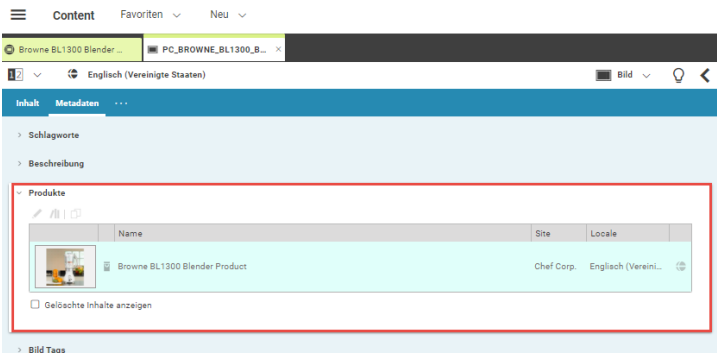 Content Favoriten Neu
Browne BL1300 Blender ... PC_BROWNE_BL1300_B... ×
12 Englisch (Vereinigte Staaten) Bild
Inhalt Metadaten ...
Schlagworte
Beschreibung
Produkte
Name Site Locale
Browne BL1300 Blender Product Chef Corp. Englisch (Vereini...
Gelöschte Inhalte anzeigen
Bild Tags